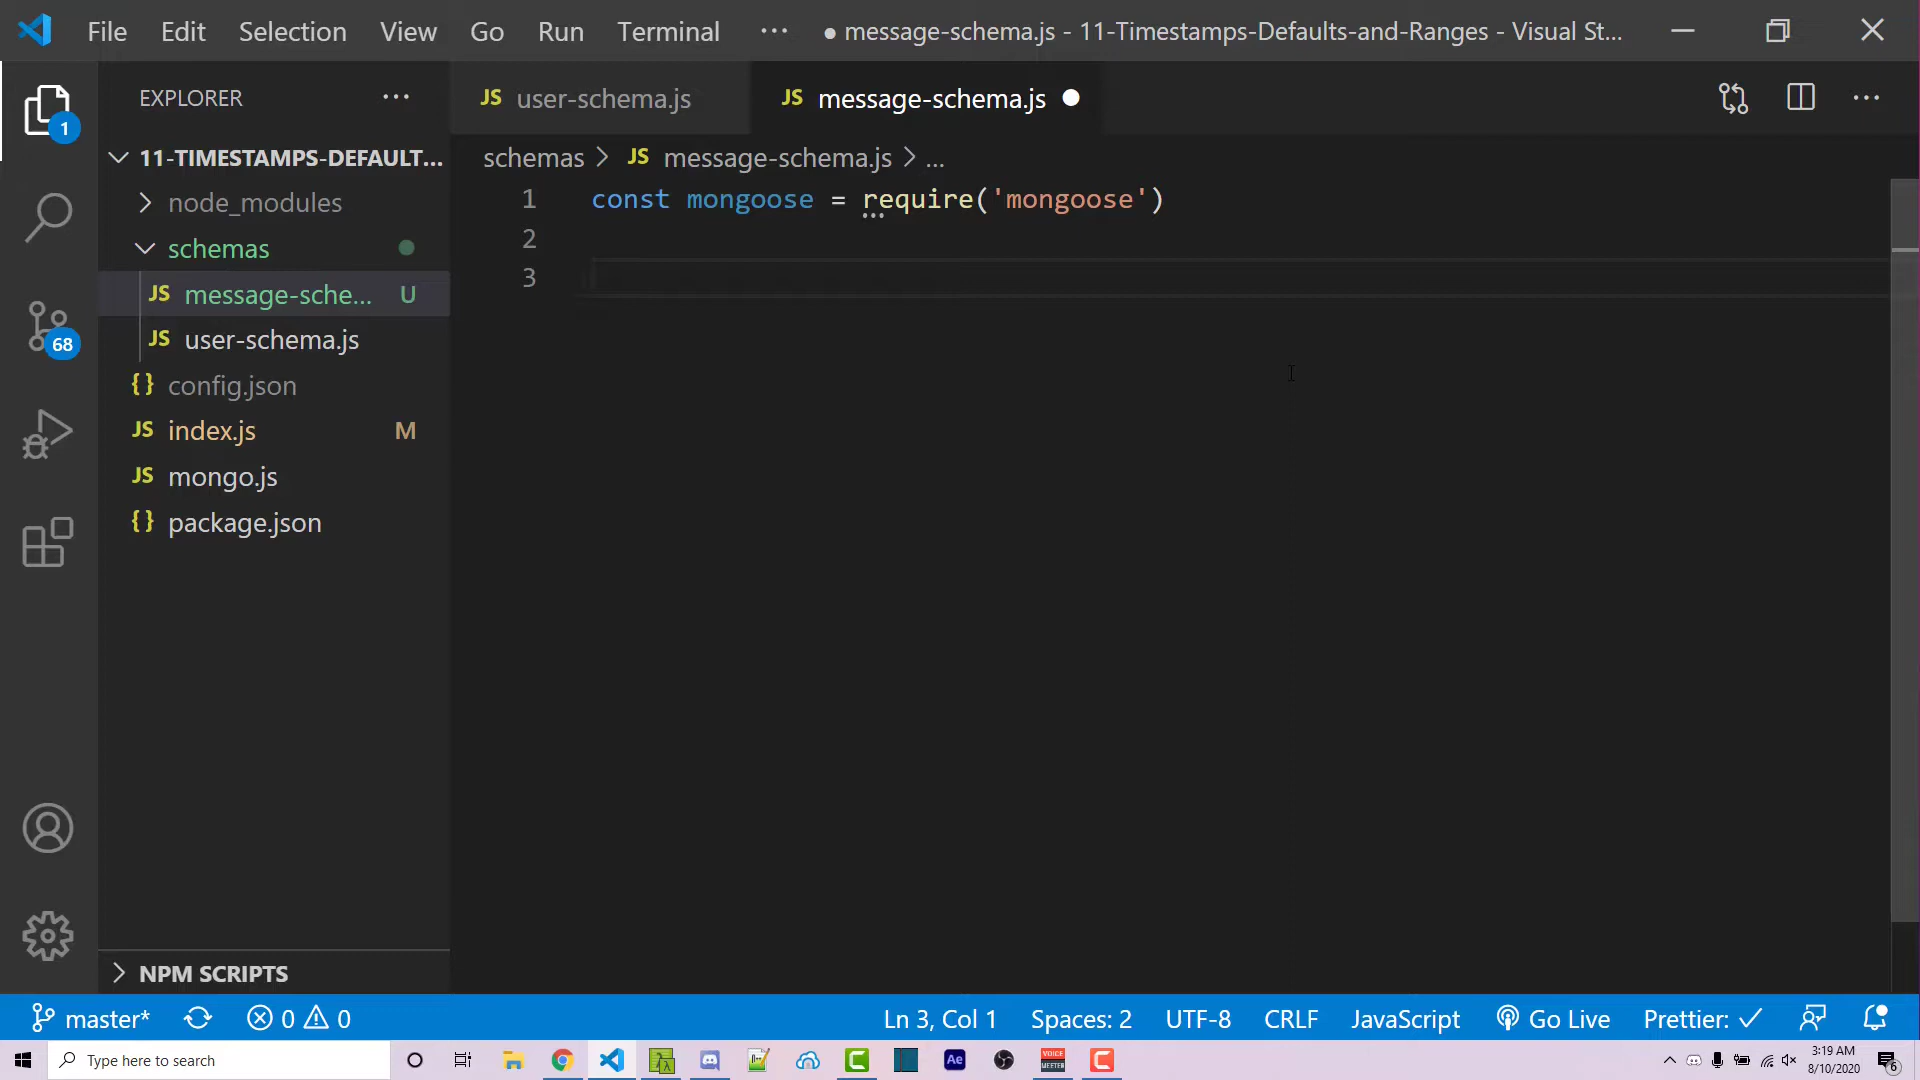 File Edit Selection View Go Run Terminal ··· ● message-schema.js - 11-Timestamps-Defaults-and-Ranges - Visual St...
EXPLORER ···
JS user-schema.js JS message-schema.js ●
1
11-TIMESTAMPS-DEFAULT...
schemas > JS message-schema.js > ...
node_modules
1 const mongoose = require('mongoose')
schemas
2
JS message-sche... U
3
JS user-schema.js
68
{} config.json
JS index.js M
JS mongo.js
{} package.json
NPM SCRIPTS
master* 0 0 Ln 3, Col 1 Spaces: 2 UTF-8 CRLF JavaScript Go Live Prettier: ✓
Type here to search
Ae
VOICE
MEETER
3:19 AM
8/10/2020
6